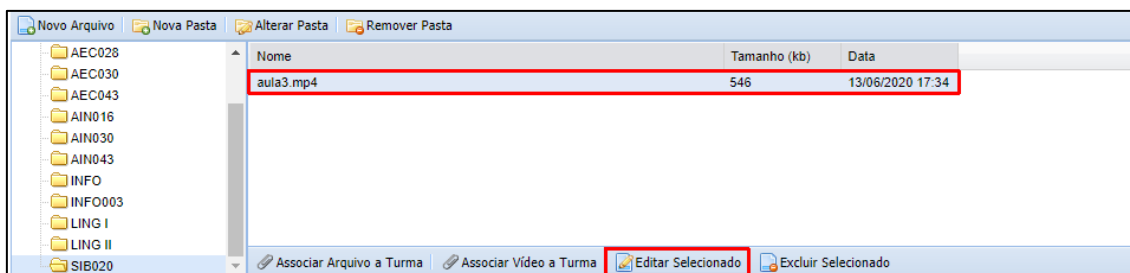 Novo Arquivo Nova Pasta Alterar Pasta Remover Pasta
AEC028
AEC030
AEC043
AIN016
AIN030
AIN043
INFO
INFO003
LING I
LING II
SIB020
Nome Tamanho (kb) Data
aula3.mp4 546 13/06/2020 17:34
Associar Arquivo a Turma Associar Vídeo a Turma Editar Selecionado Excluir Selecionado